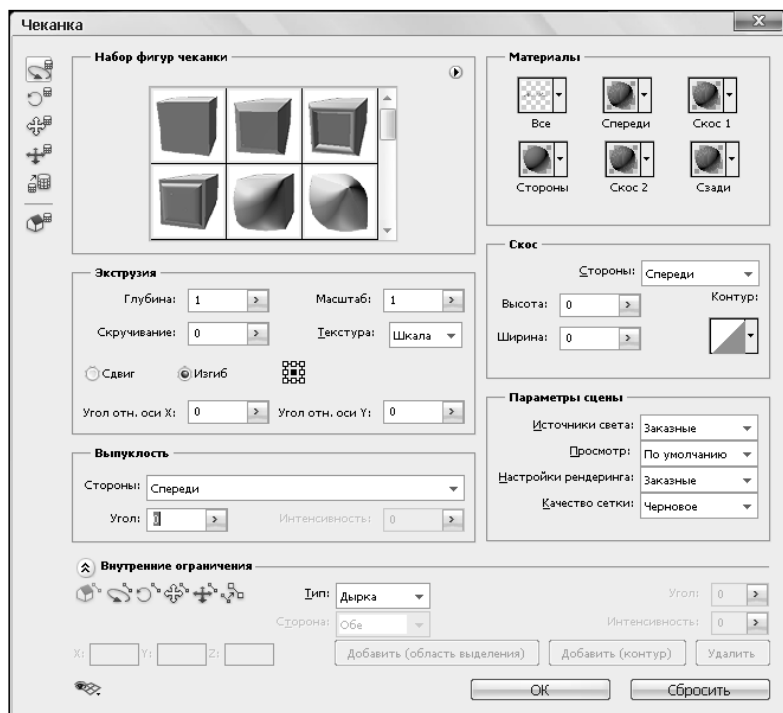 Чеканка
Набор фигур чеканки
Материалы
Все
Спереди
Скос 1
Стороны
Скос 2
Сзади
Экструзия
Глубина: 1
Масштаб: 1
Скручивание: 0
Текстура: Шкала
Сдвиг
Изгиб
Угол отн. оси X: 0
Угол отн. оси Y: 0
Скос
Стороны: Спереди
Высота: 0
Контур:
Ширина: 0
Выпуклость
Стороны: Спереди
Угол: 0
Интенсивность: 0
Параметры сцены
Источники света: Заказные
Просмотр: По умолчанию
Настройки рендеринга: Заказные
Качество сетки: Черновое
Внутренние ограничения
Тип: Дырка
Угол: 0
Сторона: Обе
Интенсивность: 0
X:
Y:
Z:
Добавить (область выделения)
Добавить (контур)
Удалить
ОК
Сбросить